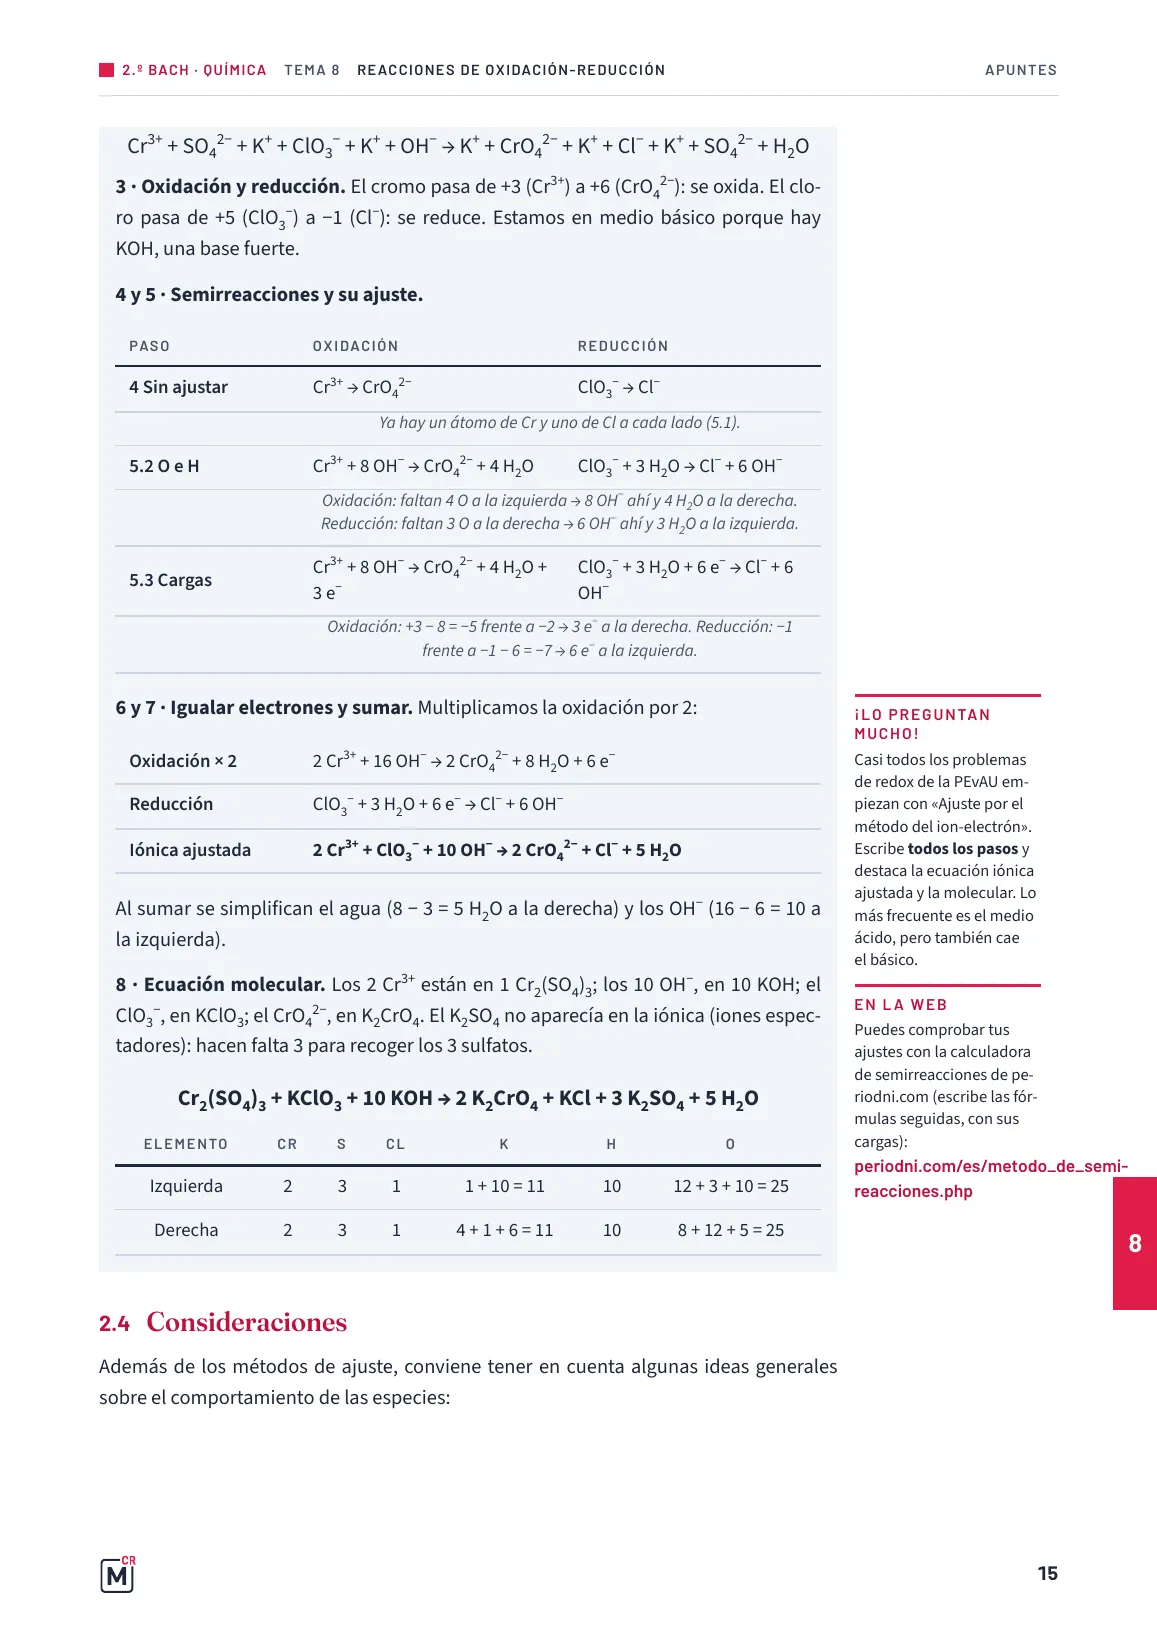 2.º BACH · QUÍMICA TEMA 8 REACCIONES DE OXIDACIÓN-REDUCCIÓN APUNTES
Cr³⁺ + SO₄²⁻ + K⁺ + ClO₃⁻ + K⁺ + OH⁻ → K⁺ + CrO₄²⁻ + K⁺ + Cl⁻ + K⁺ + SO₄²⁻ + H₂O
3 · Oxidación y reducción. El cromo pasa de +3 (Cr³⁺) a +6 (CrO₄²⁻): se oxida. El clo-
ro pasa de +5 (ClO₃⁻) a −1 (Cl⁻): se reduce. Estamos en medio básico porque hay
KOH, una base fuerte.
4 y 5 · Semirreacciones y su ajuste.
PASO OXIDACIÓN REDUCCIÓN
4 Sin ajustar Cr³⁺ → CrO₄²⁻ ClO₃⁻ → Cl⁻
Ya hay un átomo de Cr y uno de Cl a cada lado (5.1).
5.2 O e H Cr³⁺ + 8 OH⁻ → CrO₄²⁻ + 4 H₂O ClO₃⁻ + 3 H₂O → Cl⁻ + 6 OH⁻
Oxidación: faltan 4 O a la izquierda → 8 OH⁻ ahí y 4 H₂O a la derecha.
Reducción: faltan 3 O a la derecha → 6 OH⁻ ahí y 3 H₂O a la izquierda.
5.3 Cargas Cr³⁺ + 8 OH⁻ → CrO₄²⁻ + 4 H₂O +
3 e⁻
ClO₃⁻ + 3 H₂O + 6 e⁻ → Cl⁻ + 6
OH⁻
Oxidación: +3 − 8 = −5 frente a −2 → 3 e⁻ a la derecha. Reducción: −1
frente a −1 − 6 = −7 → 6 e⁻ a la izquierda.
6 y 7 · Igualar electrones y sumar. Multiplicamos la oxidación por 2:
Oxidación × 2 2 Cr³⁺ + 16 OH⁻ → 2 CrO₄²⁻ + 8 H₂O + 6 e⁻
Reducción ClO₃⁻ + 3 H₂O + 6 e⁻ → Cl⁻ + 6 OH⁻
Iónica ajustada 2 Cr³⁺ + ClO₃⁻ + 10 OH⁻ → 2 CrO₄²⁻ + Cl⁻ + 5 H₂O
Al sumar se simplifican el agua (8 − 3 = 5 H₂O a la derecha) y los OH⁻ (16 − 6 = 10 a
la izquierda).
8 · Ecuación molecular. Los 2 Cr³⁺ están en 1 Cr₂(SO₄)₃; los 10 OH⁻, en 10 KOH; el
ClO₃⁻, en KClO₃; el CrO₄²⁻, en K₂CrO₄. El K₂SO₄ no aparecía en la iónica (iones espec-
tadores): hacen falta 3 para recoger los 3 sulfatos.
Cr₂(SO₄)₃ + KClO₃ + 10 KOH → 2 K₂CrO₄ + KCl + 3 K₂SO₄ + 5 H₂O
ELEMENTO CR S CL K H O
Izquierda 2 3 1 1 + 10 = 11 10 12 + 3 + 10 = 25
Derecha 2 3 1 4 + 1 + 6 = 11 10 8 + 12 + 5 = 25
¡LO PREGUNTAN
MUCHO!
Casi todos los problemas
de redox de la PEvAU em-
piezan con «Ajuste por el
método del ion-electrón».
Escribe todos los pasos y
destaca la ecuación iónica
ajustada y la molecular. Lo
más frecuente es el medio
ácido, pero también cae
el básico.
EN LA WEB
Puedes comprobar tus
ajustes con la calculadora
de semirreacciones de pe-
riodni.com (escribe las fór-
mulas seguidas, con sus
cargas):
periodni.com/es/metodo_de_semi-
reacciones.php
8
2.4 Consideraciones
Además de los métodos de ajuste, conviene tener en cuenta algunas ideas generales
sobre el comportamiento de las especies:
M CR
15